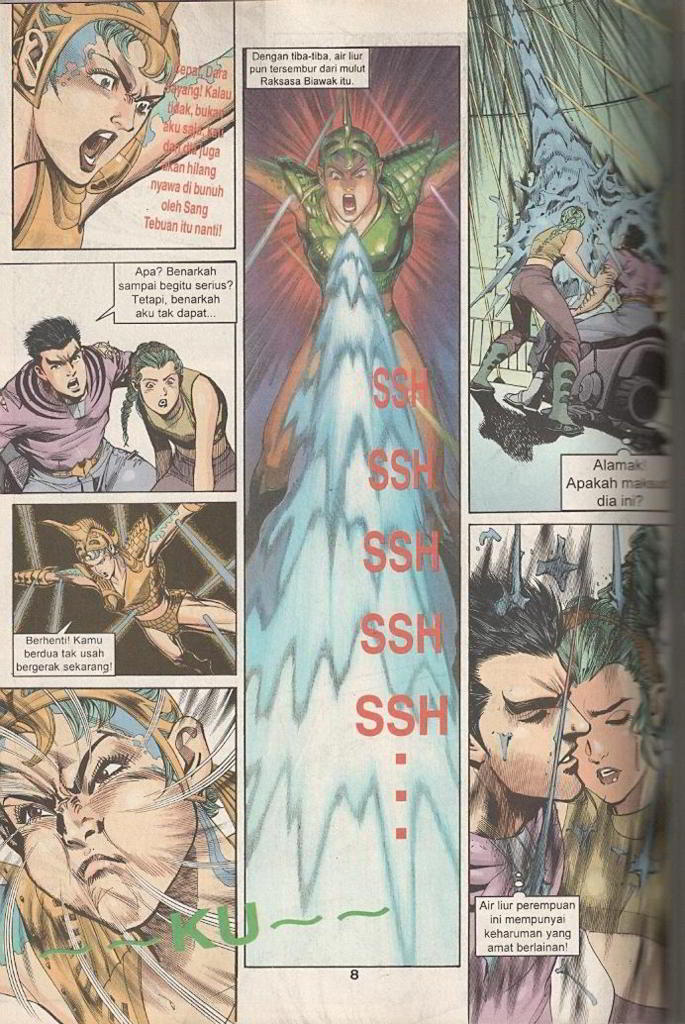 Cepat, Dara
Sayang! Kalau
tidak, bukan
aku saja, kau
dan dia juga
akan hilang
nyawa di bunuh
oleh Sang
Tebuan itu nanti!
Apa? Benarkah
sampai begitu serius?
Tetapi, benarkah
aku tak dapat...
Berhenti! Kamu
berdua tak usah
bergerak sekarang!
~~KU~~
Dengan tiba-tiba, air liur
pun tersembur dari mulut
Raksasa Biawak itu.
SSH
SSH
SSH
SSH
SSH
...
Alamak!
Apakah maksud
dia ini?
Air liur perempuan
ini mempunyai
keharuman yang
amat berlainan!
8